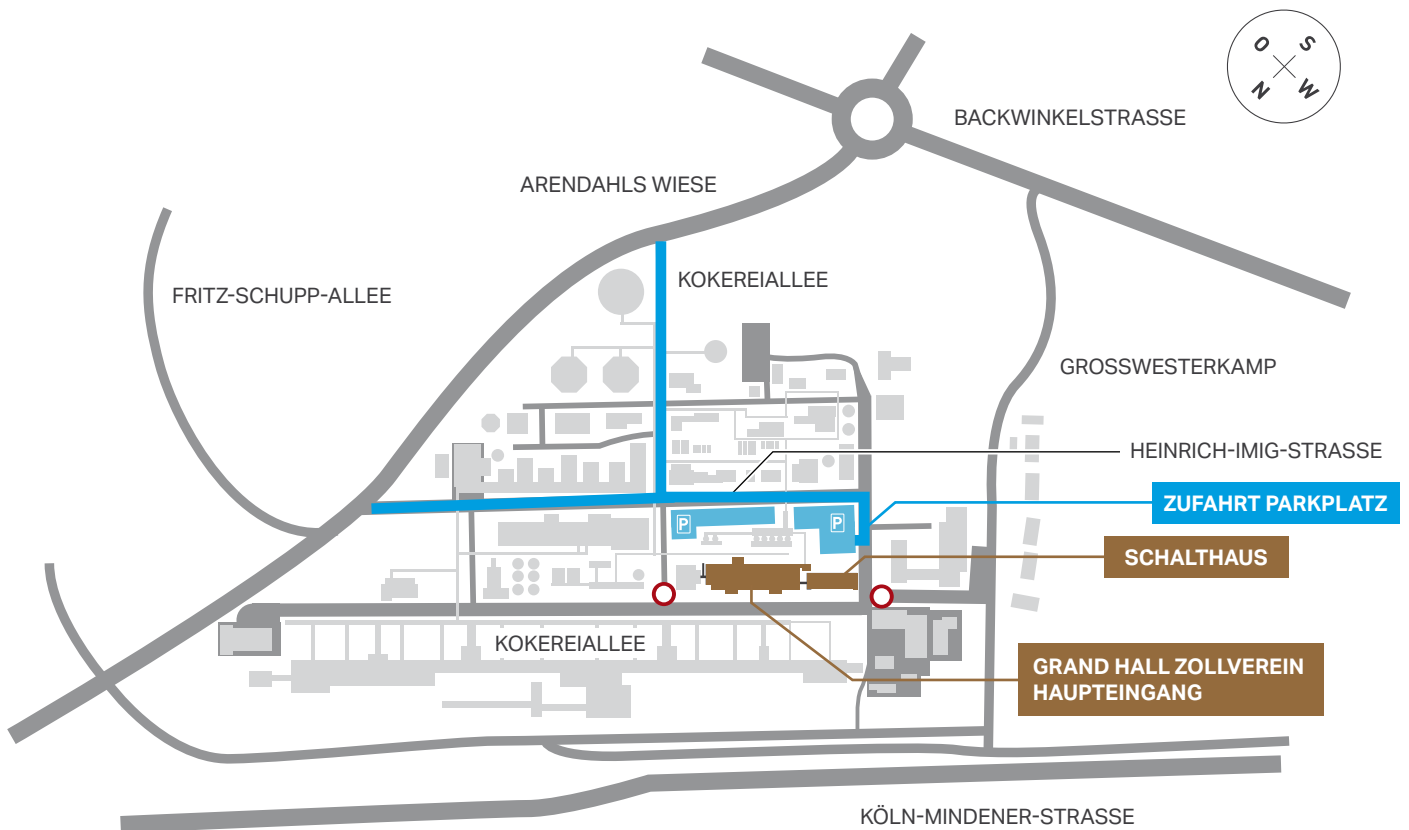 O S
N W
BACKWINKELSTRASSE
ARENDAHLS WIESE
KOKEREIALLEE
FRITZ-SCHUPP-ALLEE
GROSSWESTERKAMP
HEINRICH-IMIG-STRASSE
ZUFAHRT PARKPLATZ
P
P
SCHALTHAUS
KOKEREIALLEE
GRAND HALL ZOLLVEREIN
HAUPTEINGANG
KÖLN-MINDENER-STRASSE